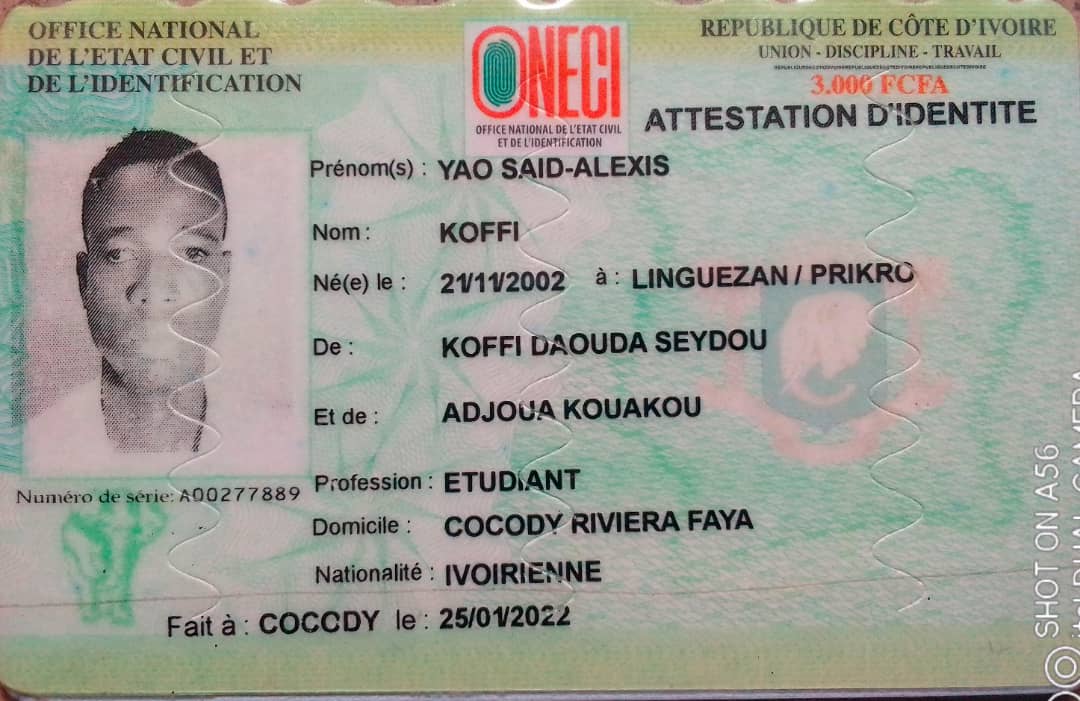 OFFICE NATIONAL
DE L'ETAT CIVIL ET
DE L'IDENTIFICATION
ONECI
OFFICE NATIONAL DE L'ETAT CIVIL
ET DE L'IDENTIFICATION
REPUBLIQUE DE CÔTE D'IVOIRE
UNION - DISCIPLINE - TRAVAIL
3.000 FCFA
ATTESTATION D'IDENTITE
Prénom(s) : YAO SAID-ALEXIS
Nom : KOFFI
Né(e) le : 21/11/2002 à : LINGUEZAN / PRIKRO
De : KOFFI DAOUDA SEYDOU
Et de : ADJOUA KOUAKOU
Numéro de série: A00277889
Profession : ETUDIANT
Domicile : COCODY RIVIERA FAYA
Nationalité : IVOIRIENNE
Fait à : COCODY le : 25/01/2022
SHOT ON A56
itel DUAL CAMERA